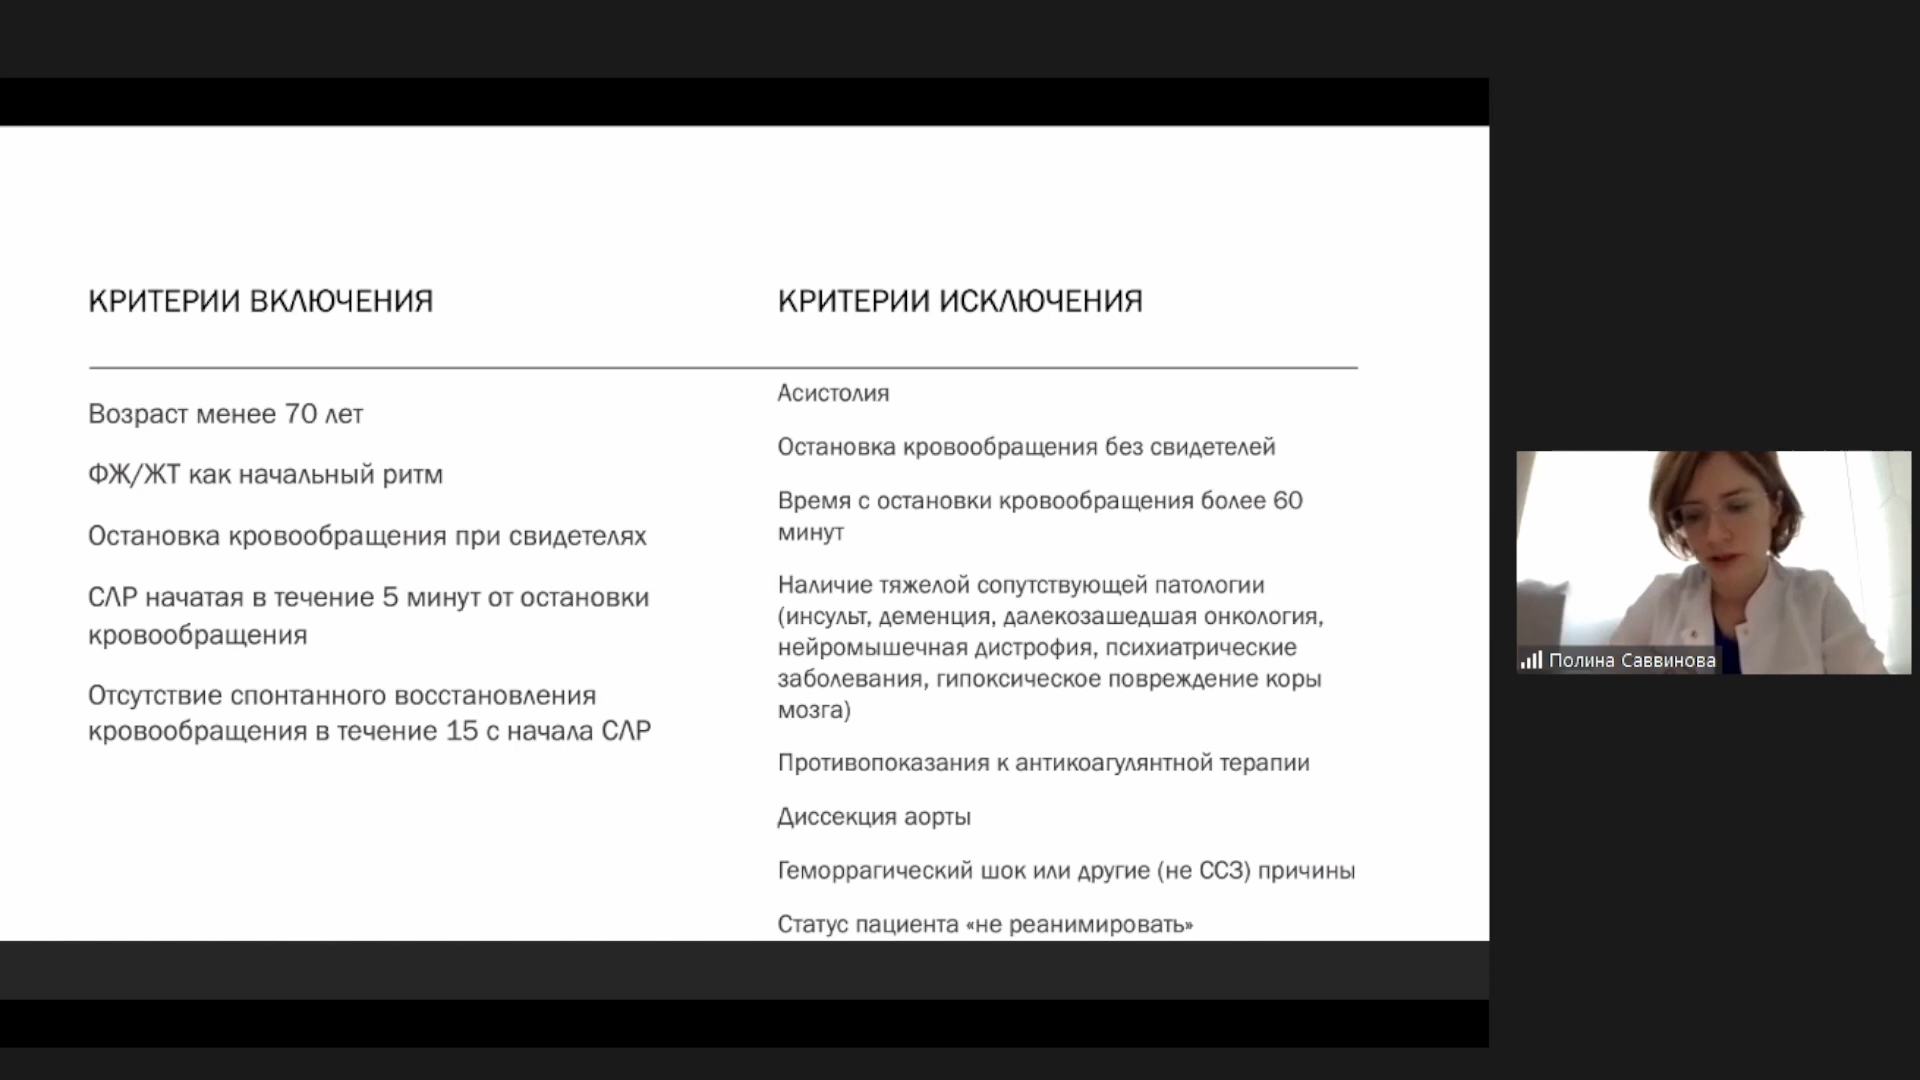 КРИТЕРИИ ВКЛЮЧЕНИЯ
Возраст менее 70 лет
ФЖ/ЖТ как начальный ритм
Остановка кровообращения при свидетелях
СЛР начатая в течение 5 минут от остановки
кровообращения
Отсутствие спонтанного восстановления
кровообращения в течение 15 с начала СЛР
КРИТЕРИИ ИСКЛЮЧЕНИЯ
Асистолия
Остановка кровообращения без свидетелей
Время с остановки кровообращения более 60
минут
Наличие тяжелой сопутствующей патологии
(инсульт, деменция, далекозашедшая онкология,
нейромышечная дистрофия, психиатрические
заболевания, гипоксическое повреждение коры
мозга)
Противопоказания к антикоагулянтной терапии
Диссекция аорты
Геморрагический шок или другие (не ССЗ) причины
Статус пациента «не реанимировать»
Полина Саввинова